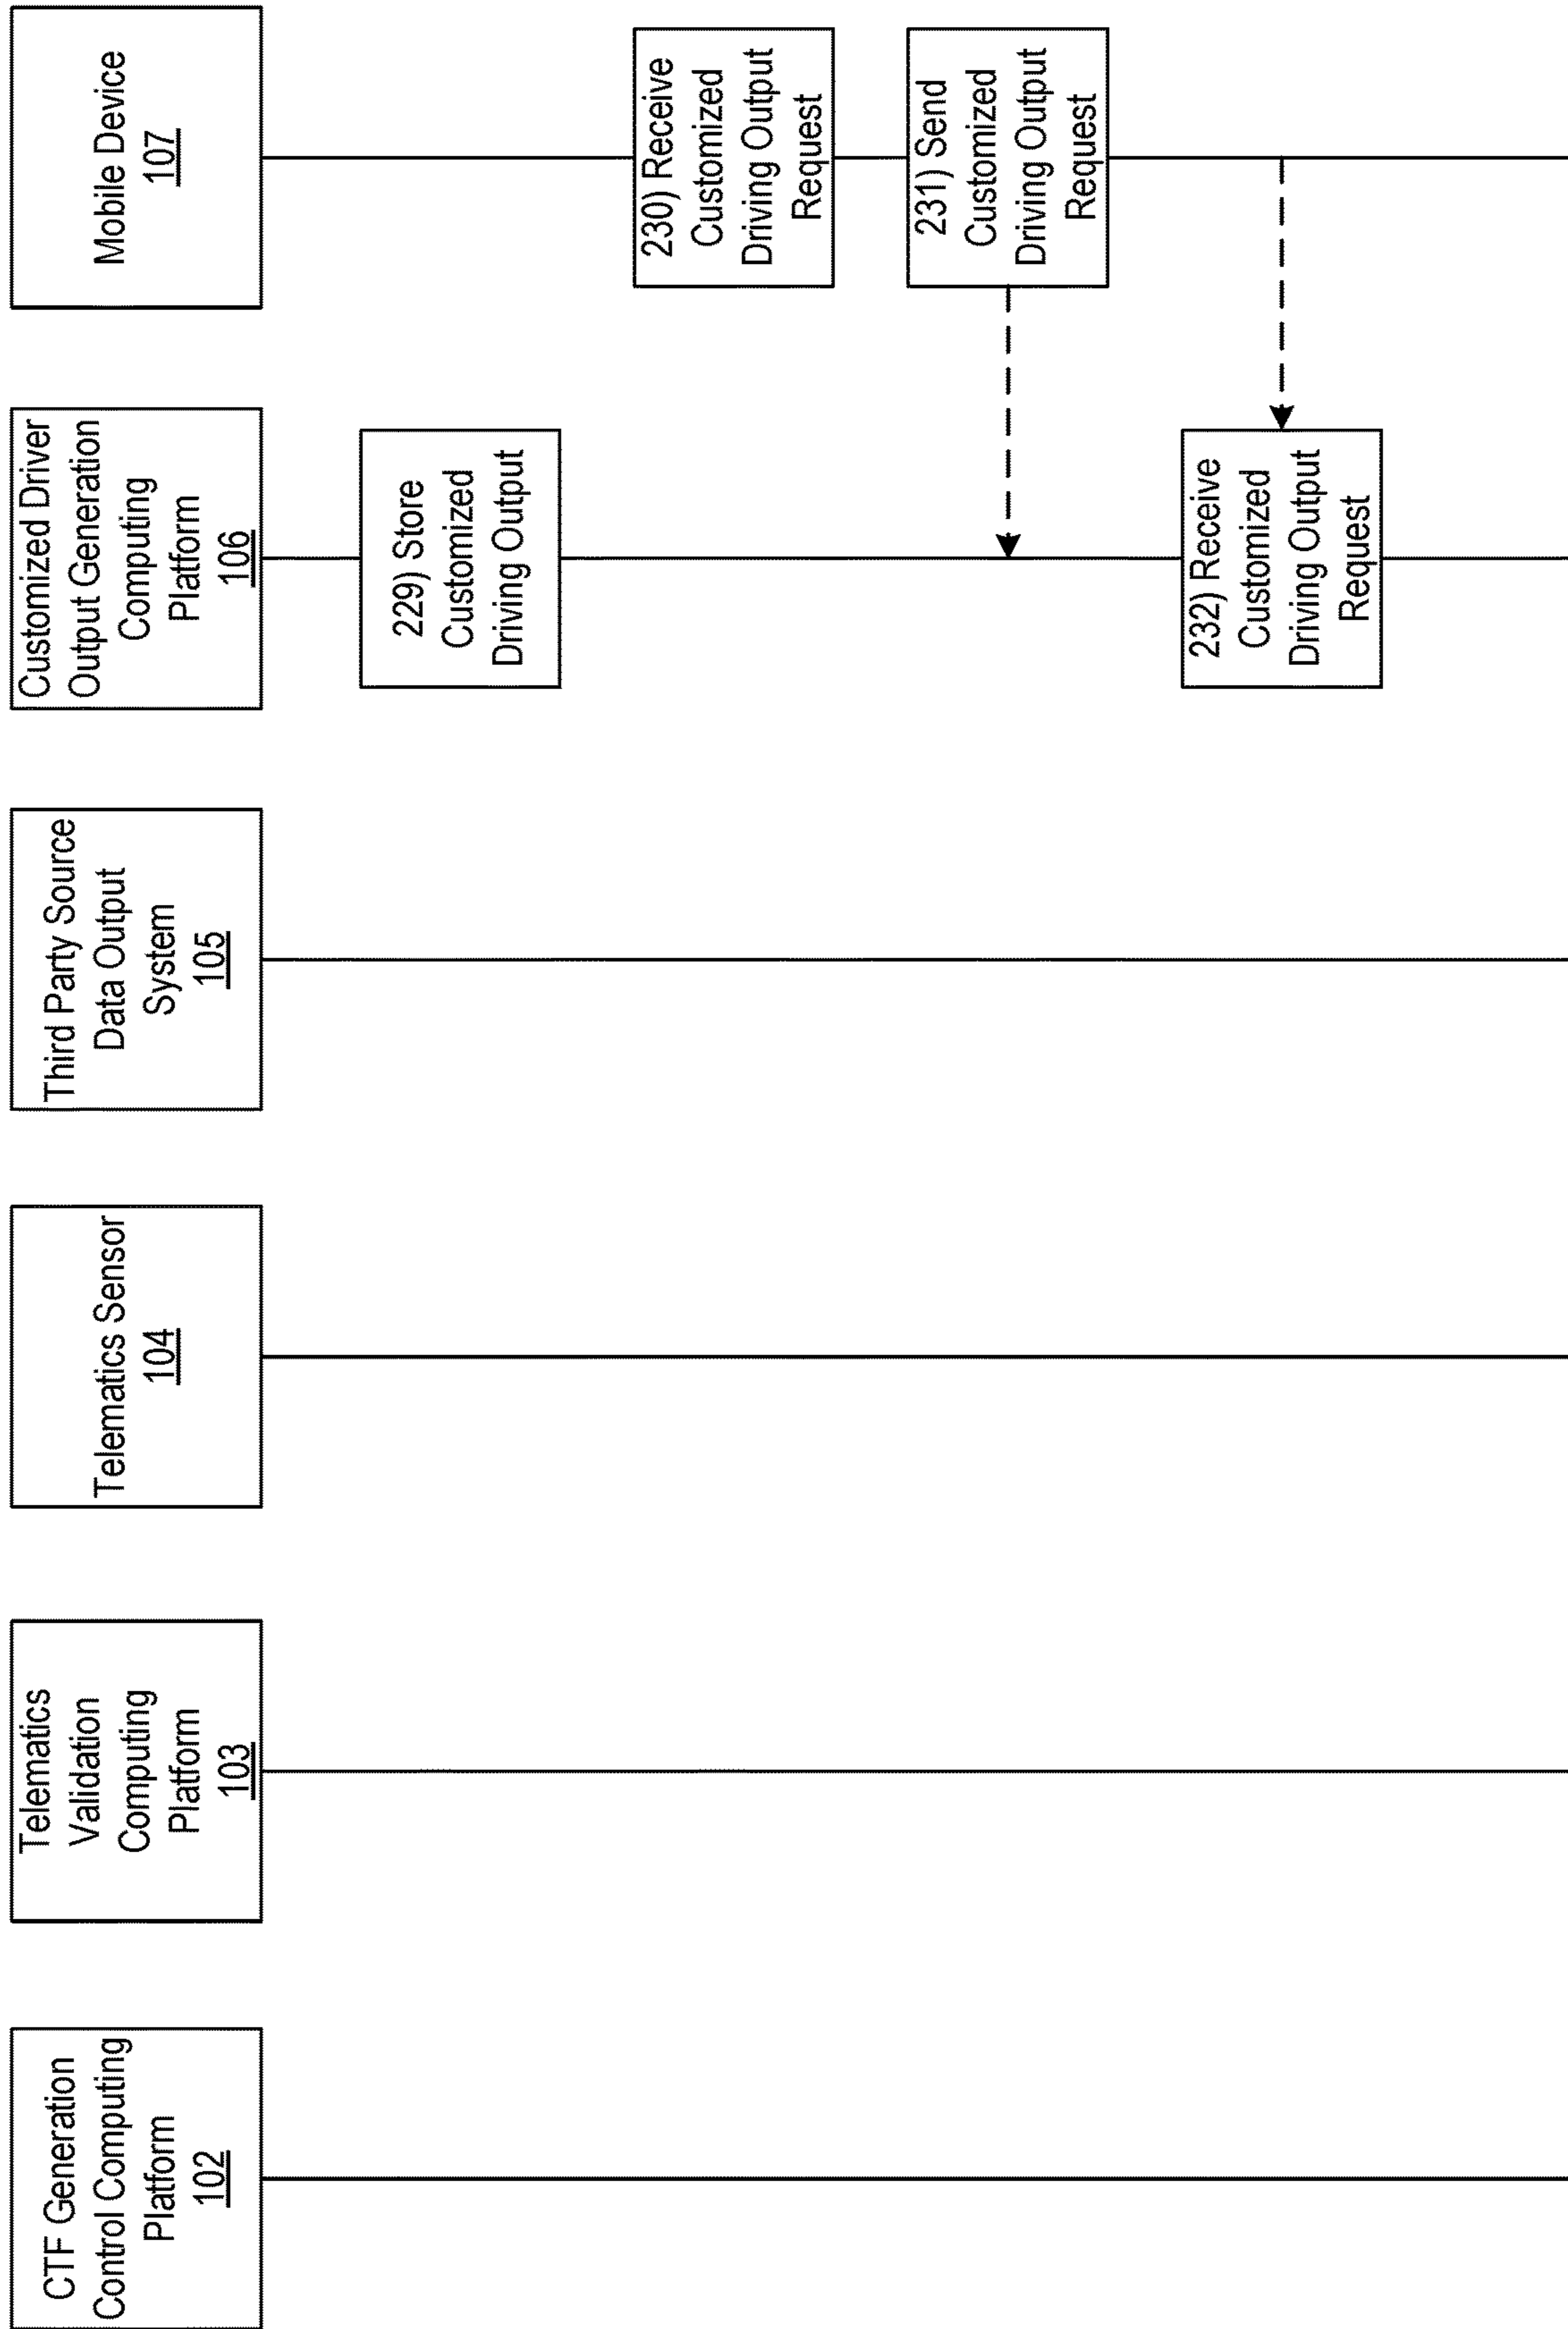 CTF Generation
Control Computing
Platform
102
Telematics
Validation
Computing
Platform
103
Telematics Sensor
104
Third Party Source
Data Output
System
105
Customized Driver
Output Generation
Computing
Platform
106
Mobile Device
107
229) Store
Customized
Driving Output
230) Receive
Customized
Driving Output
Request
231) Send
Customized
Driving Output
Request
232) Receive
Customized
Driving Output
Request